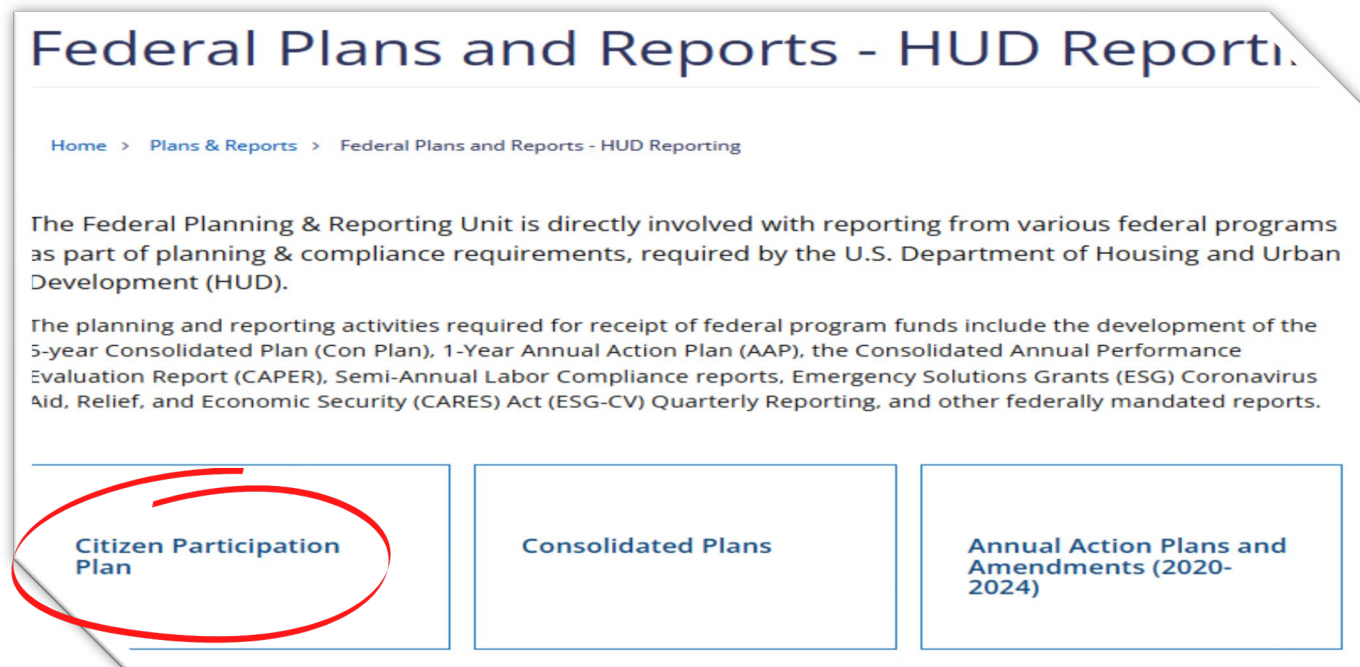 Federal Plans and Reports - HUD
Home > Plans & Reports > Federal Plans and Reports - HUD Reporting
The Federal Planning & Reporting Unit is directly involved with reporting from various federal programs
as part of planning & compliance requirements, required by the U.S. Department of Housing and Urban
Development (HUD).
The planning and reporting activities required for receipt of federal program funds include the development of the
5-year Consolidated Plan (Con Plan), 1-Year Annual Action Plan (AAP), the Consolidated Annual Performance
Evaluation Report (CAPER), Semi-Annual Labor Compliance reports, Emergency Solutions Grants (ESG) Coronavirus
Aid, Relief, and Economic Security (CARES) Act (ESG-CV) Quarterly Reporting, and other federally mandated reports.
Citizen Participation
Plan
Consolidated Plans
Annual Action Plans and
Amendments (2020-
2024)